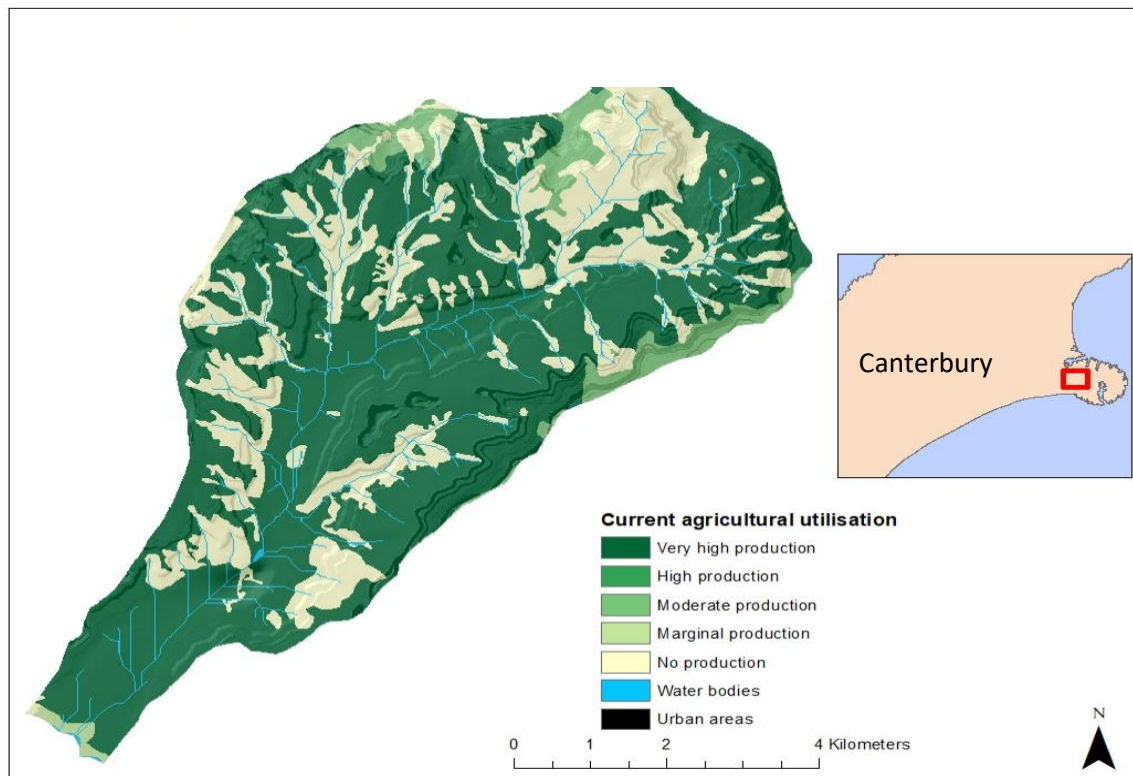 Canterbury
Current agricultural utilisation
Very high production
High production
Moderate production
Marginal production
No production
Water bodies
Urban areas
0 1 2 4 Kilometers
N